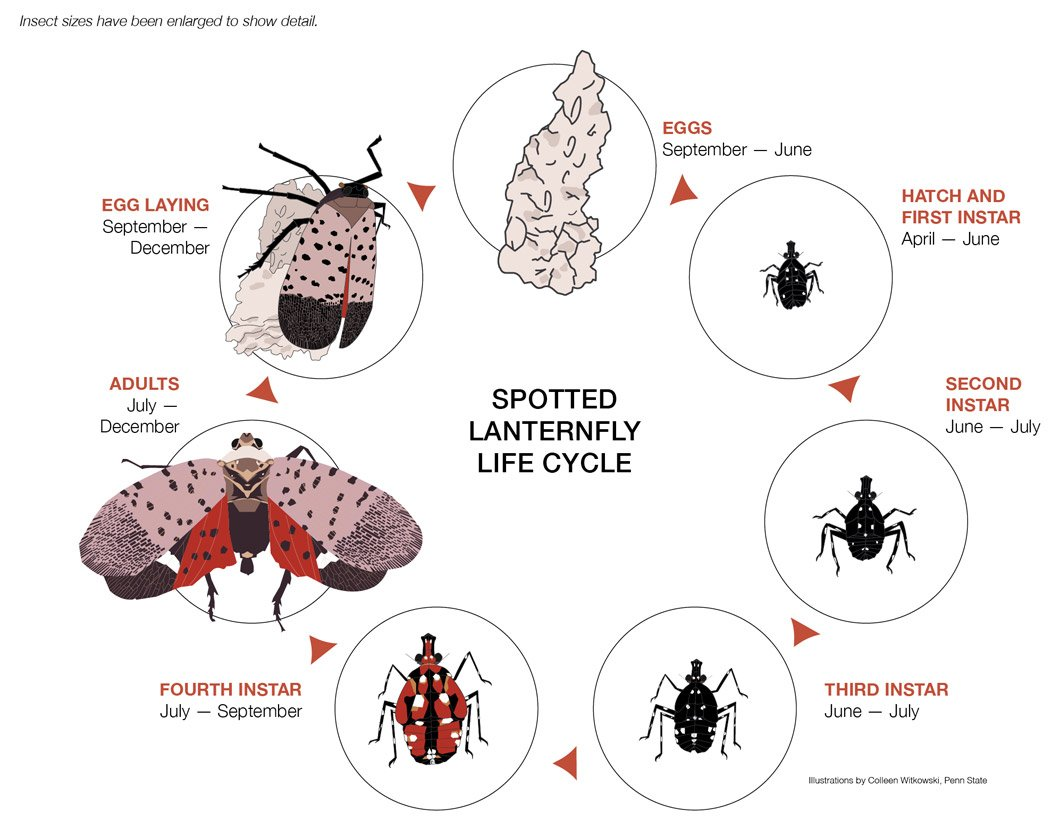 Insect sizes have been enlarged to show detail.
EGGS
September — June
HATCH AND
FIRST INSTAR
April — June
SECOND
INSTAR
June — July
THIRD INSTAR
June — July
FOURTH INSTAR
July — September
ADULTS
July —
December
EGG LAYING
September —
December
SPOTTED
LANTERNFLY
LIFE CYCLE
Illustrations by Colleen Witkowski, Penn State